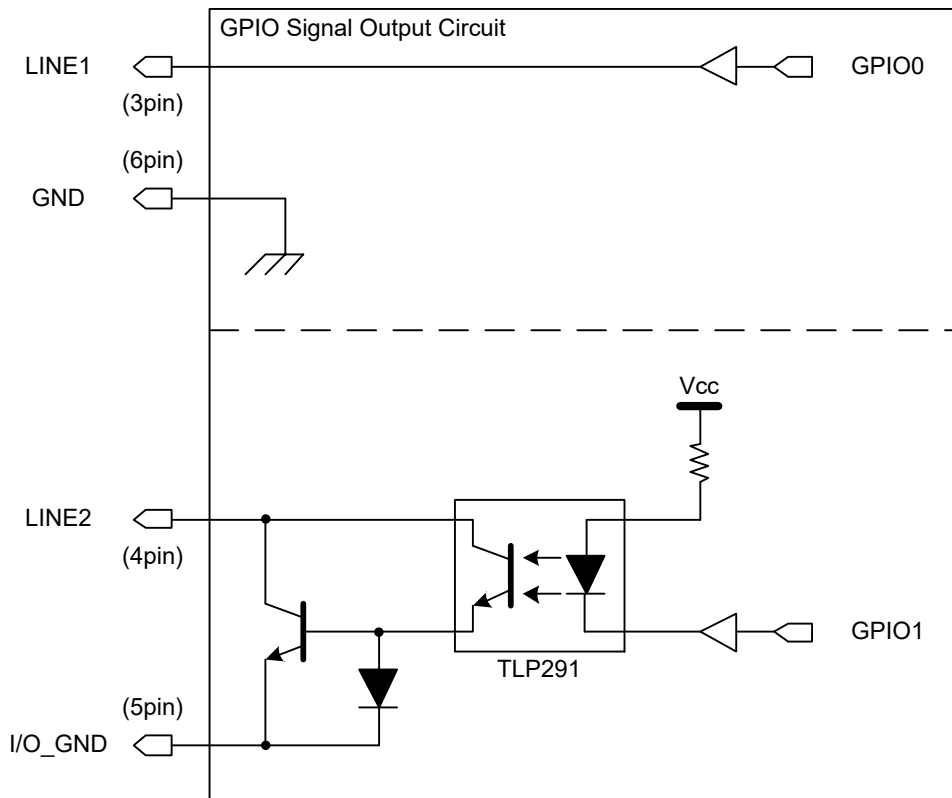 GPIO Signal Output Circuit
LINE1
GPIO0
(3pin)
(6pin)
GND
Vcc
LINE2
(4pin)
GPIO1
TLP291
(5pin)
I/O_GND